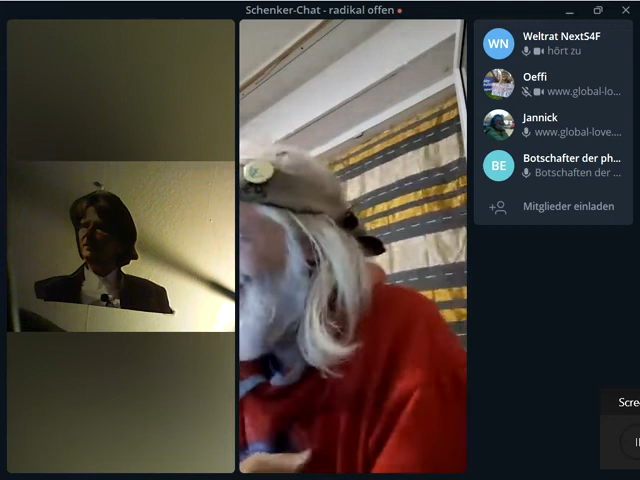 Schenker-Chat - radikal offen
WN
Weltrat NextS4F
hört zu
Oeffi
www.global-lo...
Jannick
www.global-love....
BE
Botschafter der ph...
Botschaften der ...
Mitglieder einladen
Scre